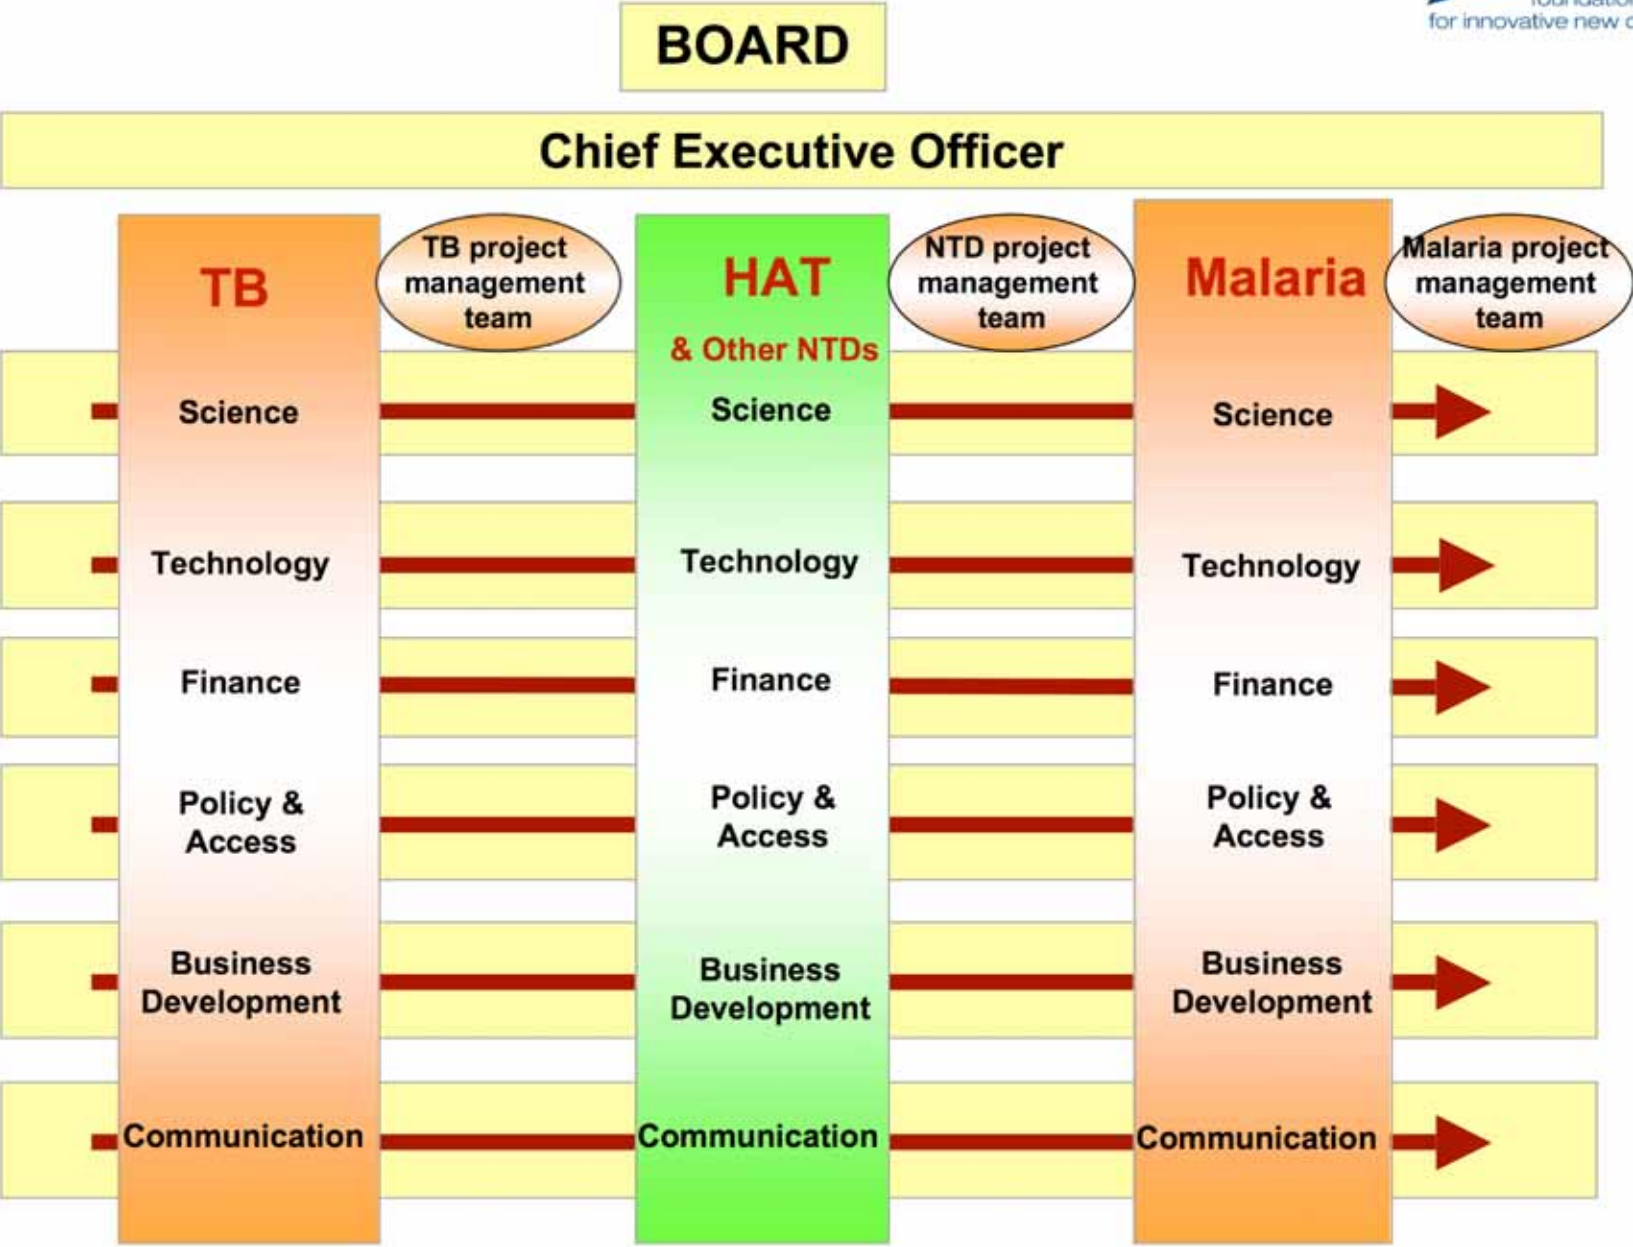 foundation
for innovative new
BOARD
Chief Executive Officer
TB
TB project
management
team
HAT
& Other NTDs
NTD project
management
team
Malaria
Malaria project
management
team
Science
Science
Science
Technology
Technology
Technology
Finance
Finance
Finance
Policy &
Access
Policy &
Access
Policy &
Access
Business
Development
Business
Development
Business
Development
Communication
Communication
Communication